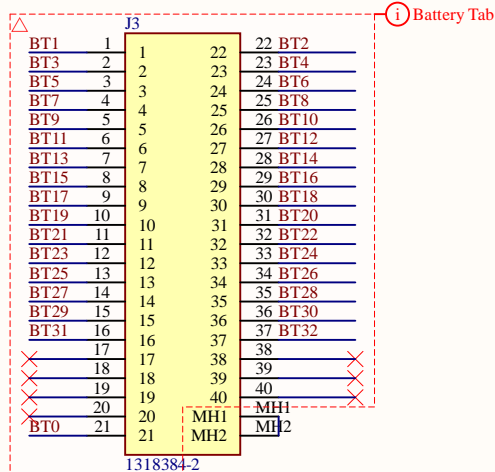 i Battery Tab
J3
BT1 1 1 22 22 BT2
BT3 2 2 23 23 BT4
BT5 3 3 24 24 BT6
BT7 4 4 25 25 BT8
BT9 5 5 26 26 BT10
BT11 6 6 27 27 BT12
BT13 7 7 28 28 BT14
BT15 8 8 29 29 BT16
BT17 9 9 30 30 BT18
BT19 10 10 31 31 BT20
BT21 11 11 32 32 BT22
BT23 12 12 33 33 BT24
BT25 13 13 34 34 BT26
BT27 14 14 35 35 BT28
BT29 15 15 36 36 BT30
BT31 16 16 37 37 BT32
17 17 38 38
18 18 39 39
19 19 40 40
20 20 MH1 MH1
BT0 21 21 MH2 MH2
1318384-2